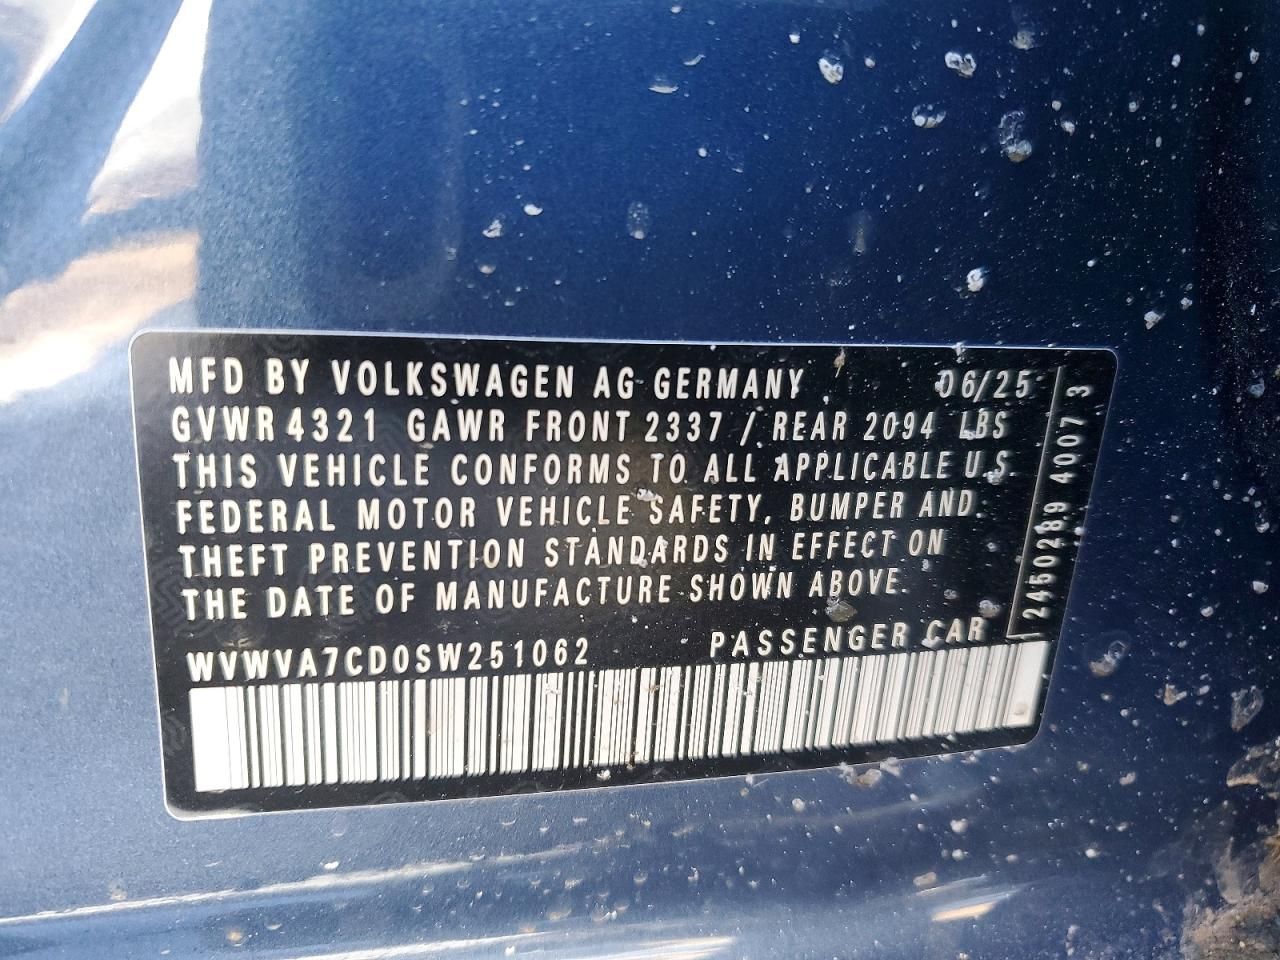 MFD BY VOLKSWAGEN AG GERMANY 06/25
GVWR 4321 GAWR FRONT 2337 / REAR 2094 LBS
THIS VEHICLE CONFORMS TO ALL APPLICABLE U.S.
FEDERAL MOTOR VEHICLE SAFETY, BUMPER AND
THEFT PREVENTION STANDARDS IN EFFECT ON
THE DATE OF MANUFACTURE SHOWN ABOVE.
WVWVA7CD0SW251062 PASSENGER CAR
2450289 4007 3